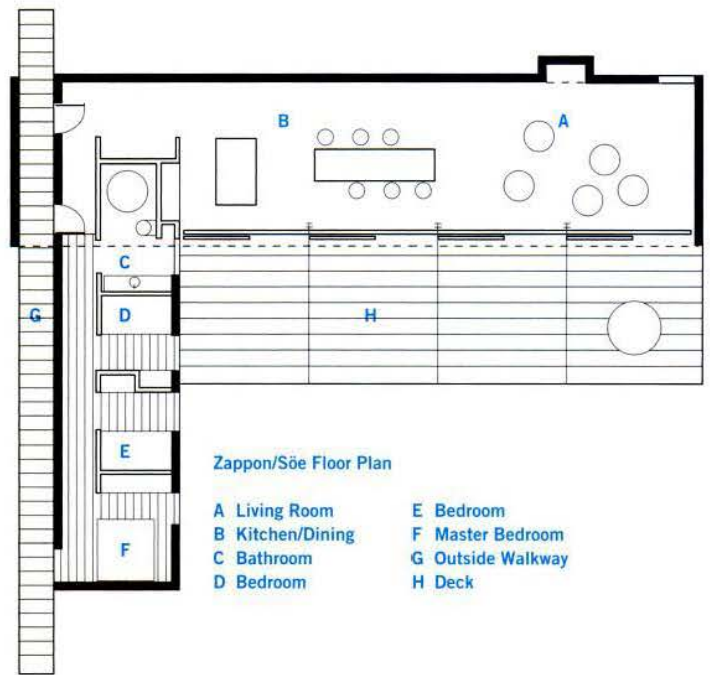 B
A
C
G
D
H
E
F
Zappon/Söe Floor Plan
A Living Room
B Kitchen/Dining
C Bathroom
D Bedroom
E Bedroom
F Master Bedroom
G Outside Walkway
H Deck